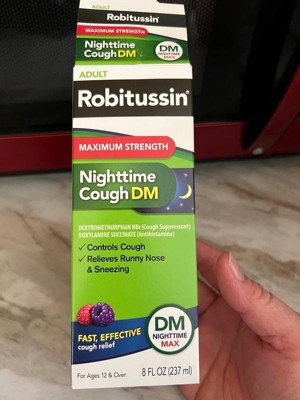 ADULT
Robitussin
MAXIMUM STRENGTH
Nighttime
Cough DM
DM
NIGHTTIME
MAX
ADULT
Robitussin®
MAXIMUM STRENGTH
Nighttime
Cough DM
DEXTROMETHORPHAN HBr (Cough Suppressant)
DOXYLAMINE SUCCINATE (Antihistamine)
✓ Controls Cough
✓ Relieves Runny Nose
& Sneezing
FAST, EFFECTIVE
cough relief
DM
NIGHTTIME
MAX
For Ages 12 & Over
8 FL OZ (237 ml)